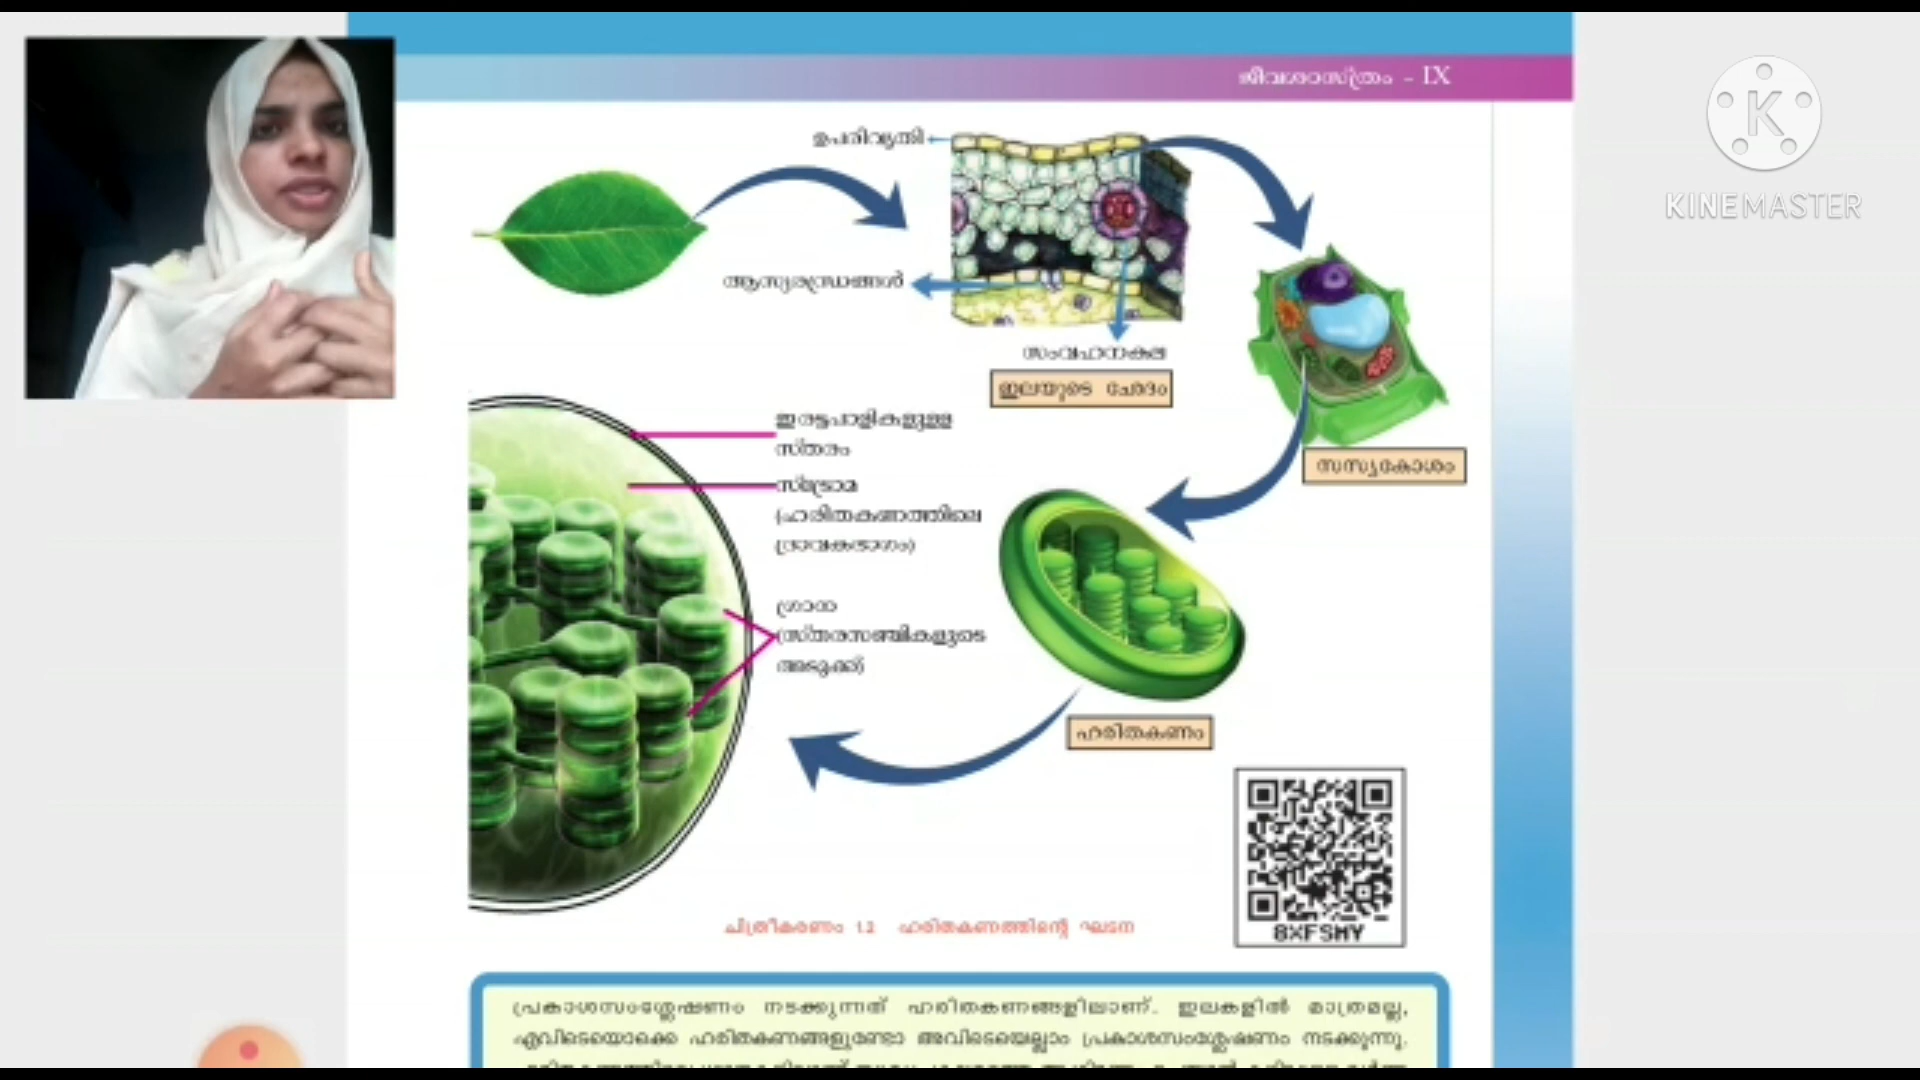 ജീവശാസ്ത്രം - IX
KINEMASTER
ഉപരിവൃതി
ആസ്യരന്ധ്രങ്ങൾ
സംവഹനകല
ഇലയുടെ ഛേദം
ഇരട്ടപാളികളുള്ള
സ്തരം
സ്ട്രോമ
(ഹരിതകണത്തിലെ
ദ്രാവകഭാഗം)
സസ്യകോശം
ഗ്രാന
(സ്തരസഞ്ചികളുടെ
അടുക്ക്)
ഹരിതകണം
8XFSMY
ചിത്രീകരണം 1.2 ഹരിതകണത്തിന്റെ ഘടന
പ്രകാശസംശ്ലേഷണം നടക്കുന്നത് ഹരിതകണങ്ങളിലാണ്. ഇലകളിൽ മാത്രമല്ല,
എവിടെയൊക്കെ ഹരിതകണങ്ങളുണ്ടോ അവിടെയെല്ലാം പ്രകാശസംശ്ലേഷണം നടക്കുന്നു.